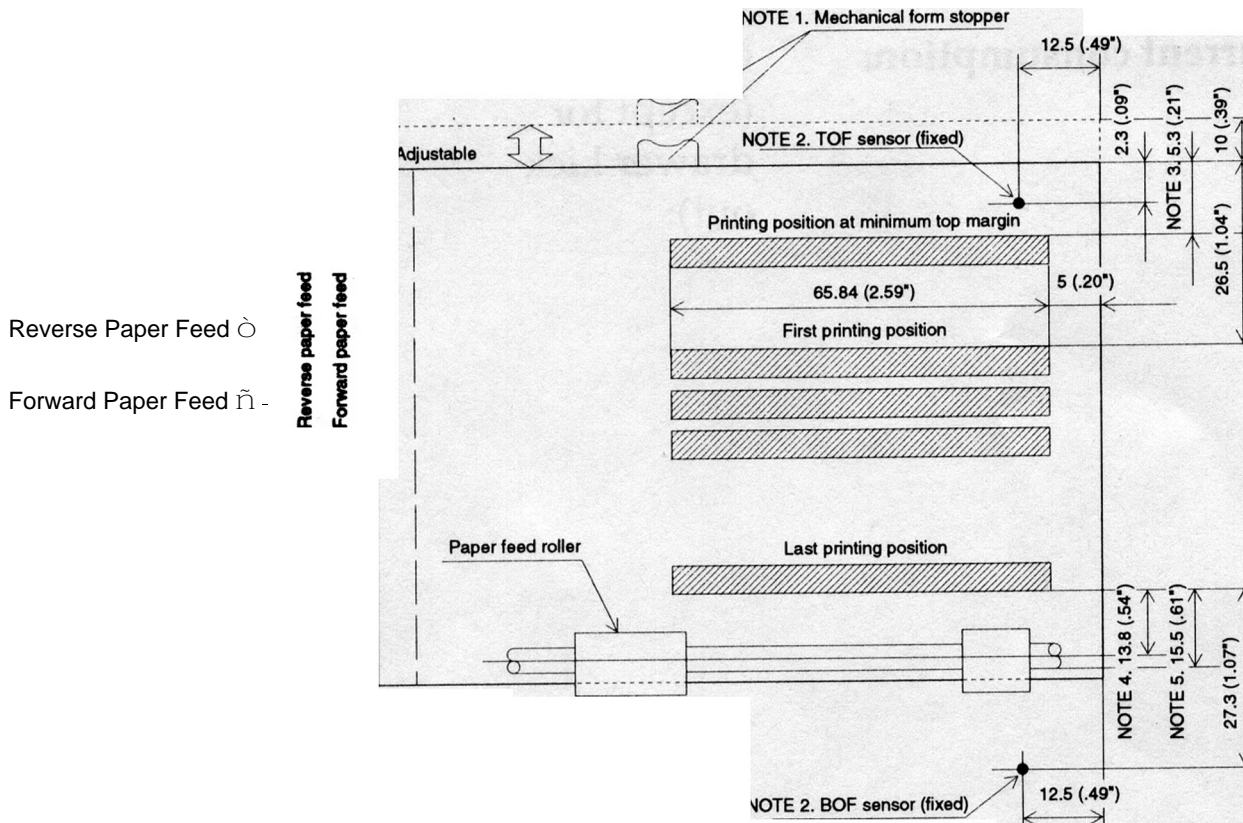 NOTE 1. Mechanical form stopper
12.5 (.49")
2.3 (.09")
NOTE 3. 5.3 (.21")
10 (.39")
Adjustable
NOTE 2. TOF sensor (fixed)
26.5 (1.04")
Printing position at minimum top margin
65.84 (2.59")
5 (.20")
First printing position
Reverse Paper Feed Ò
Forward Paper Feed Ñ -
Reverse paper feed
Forward paper feed
Paper feed roller
Last printing position
NOTE 4. 13.8 (.54")
NOTE 5. 15.5 (.61")
27.3 (1.07")
NOTE 2. BOF sensor (fixed)
12.5 (.49")